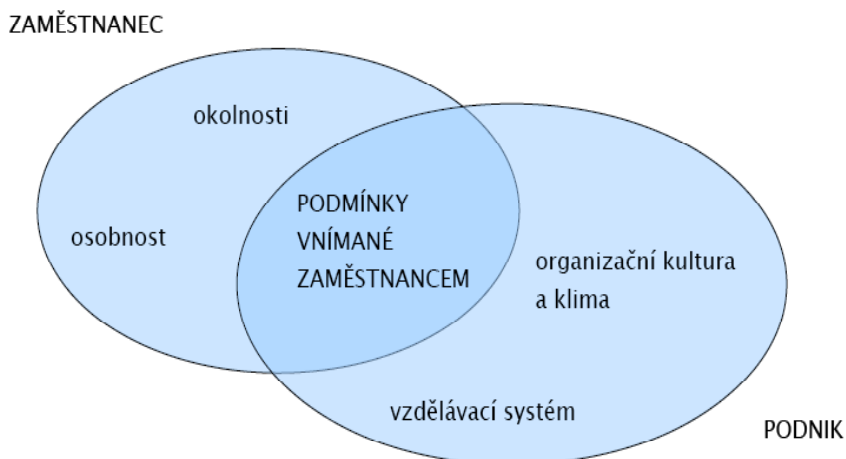 ZAMĚSTNANEC
okolnosti
osobnost
PODMÍNKY
VNÍMANÉ
ZAMĚSTNANCEM
organizační kultura
a klima
vzdělávací systém
PODNIK